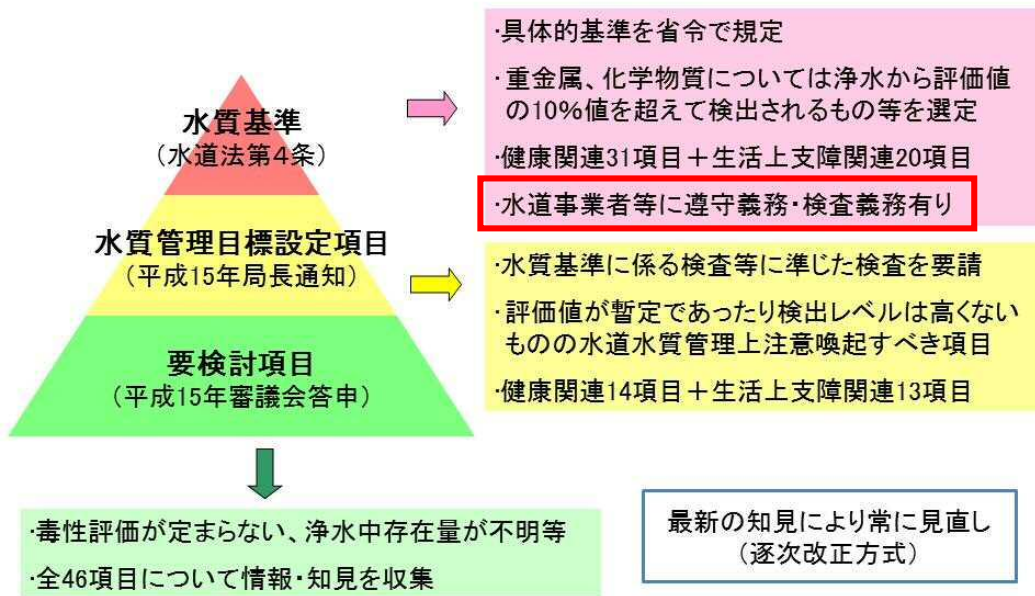 水質基準
(水道法第4条)
水質管理目標設定項目
(平成15年局長通知)
要検討項目
(平成15年審議会答申)
・具体的基準を省令で規定
・重金属、化学物質については浄水から評価値
の10%値を超えて検出されるもの等を選定
・健康関連31項目＋生活上支障関連20項目
・水道事業者等に遵守義務・検査義務有り
・水質基準に係る検査等に準じた検査を要請
・評価値が暫定であったり検出レベルは高くない
ものの水道水質管理上注意喚起すべき項目
・健康関連14項目＋生活上支障関連13項目
・毒性評価が定まらない、浄水中存在量が不明等
・全46項目について情報・知見を収集
最新の知見により常に見直し
(逐次改正方式)